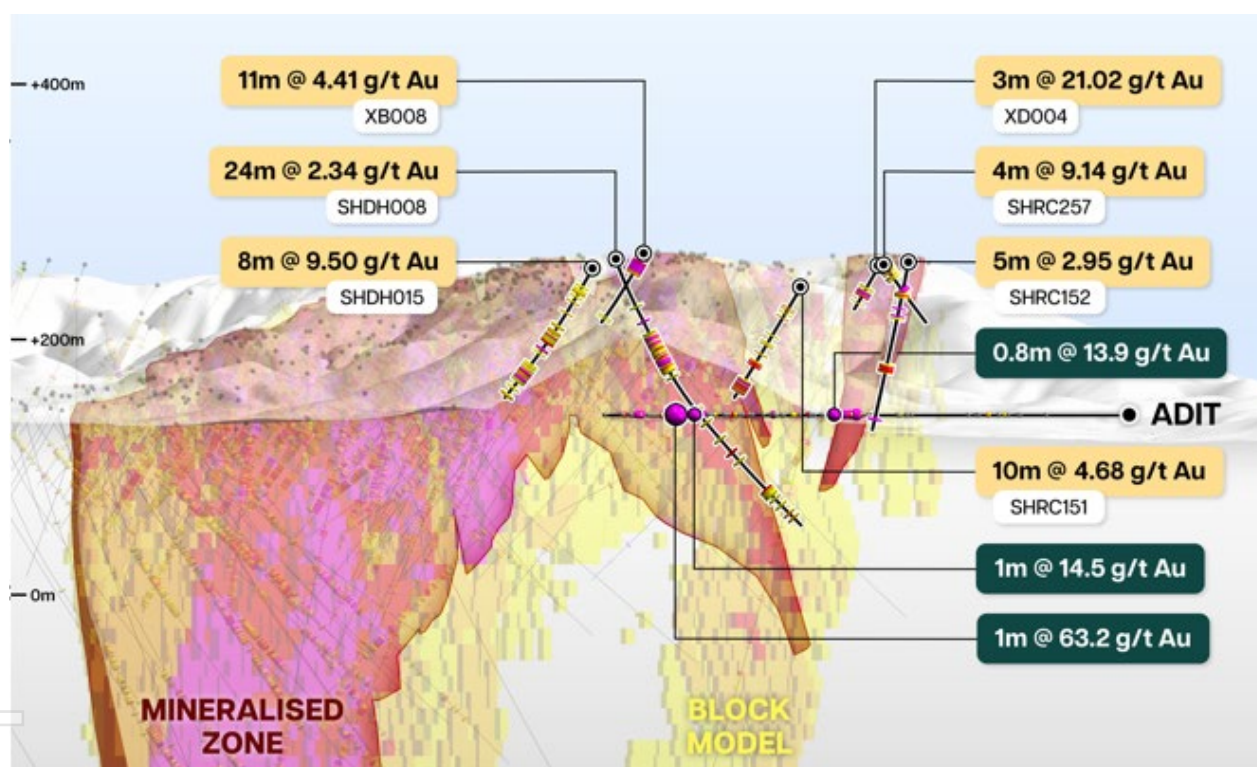 +400m
+200m
0m
11m @ 4.41 g/t Au
XB008
24m @ 2.34 g/t Au
SHDH008
8m @ 9.50 g/t Au
SHDH015
3m @ 21.02 g/t Au
XD004
4m @ 9.14 g/t Au
SHRC257
5m @ 2.95 g/t Au
SHRC152
0.8m @ 13.9 g/t Au
ADIT
10m @ 4.68 g/t Au
SHRC151
1m @ 14.5 g/t Au
1m @ 63.2 g/t Au
MINERALISED
ZONE
BLOCK
MODEL